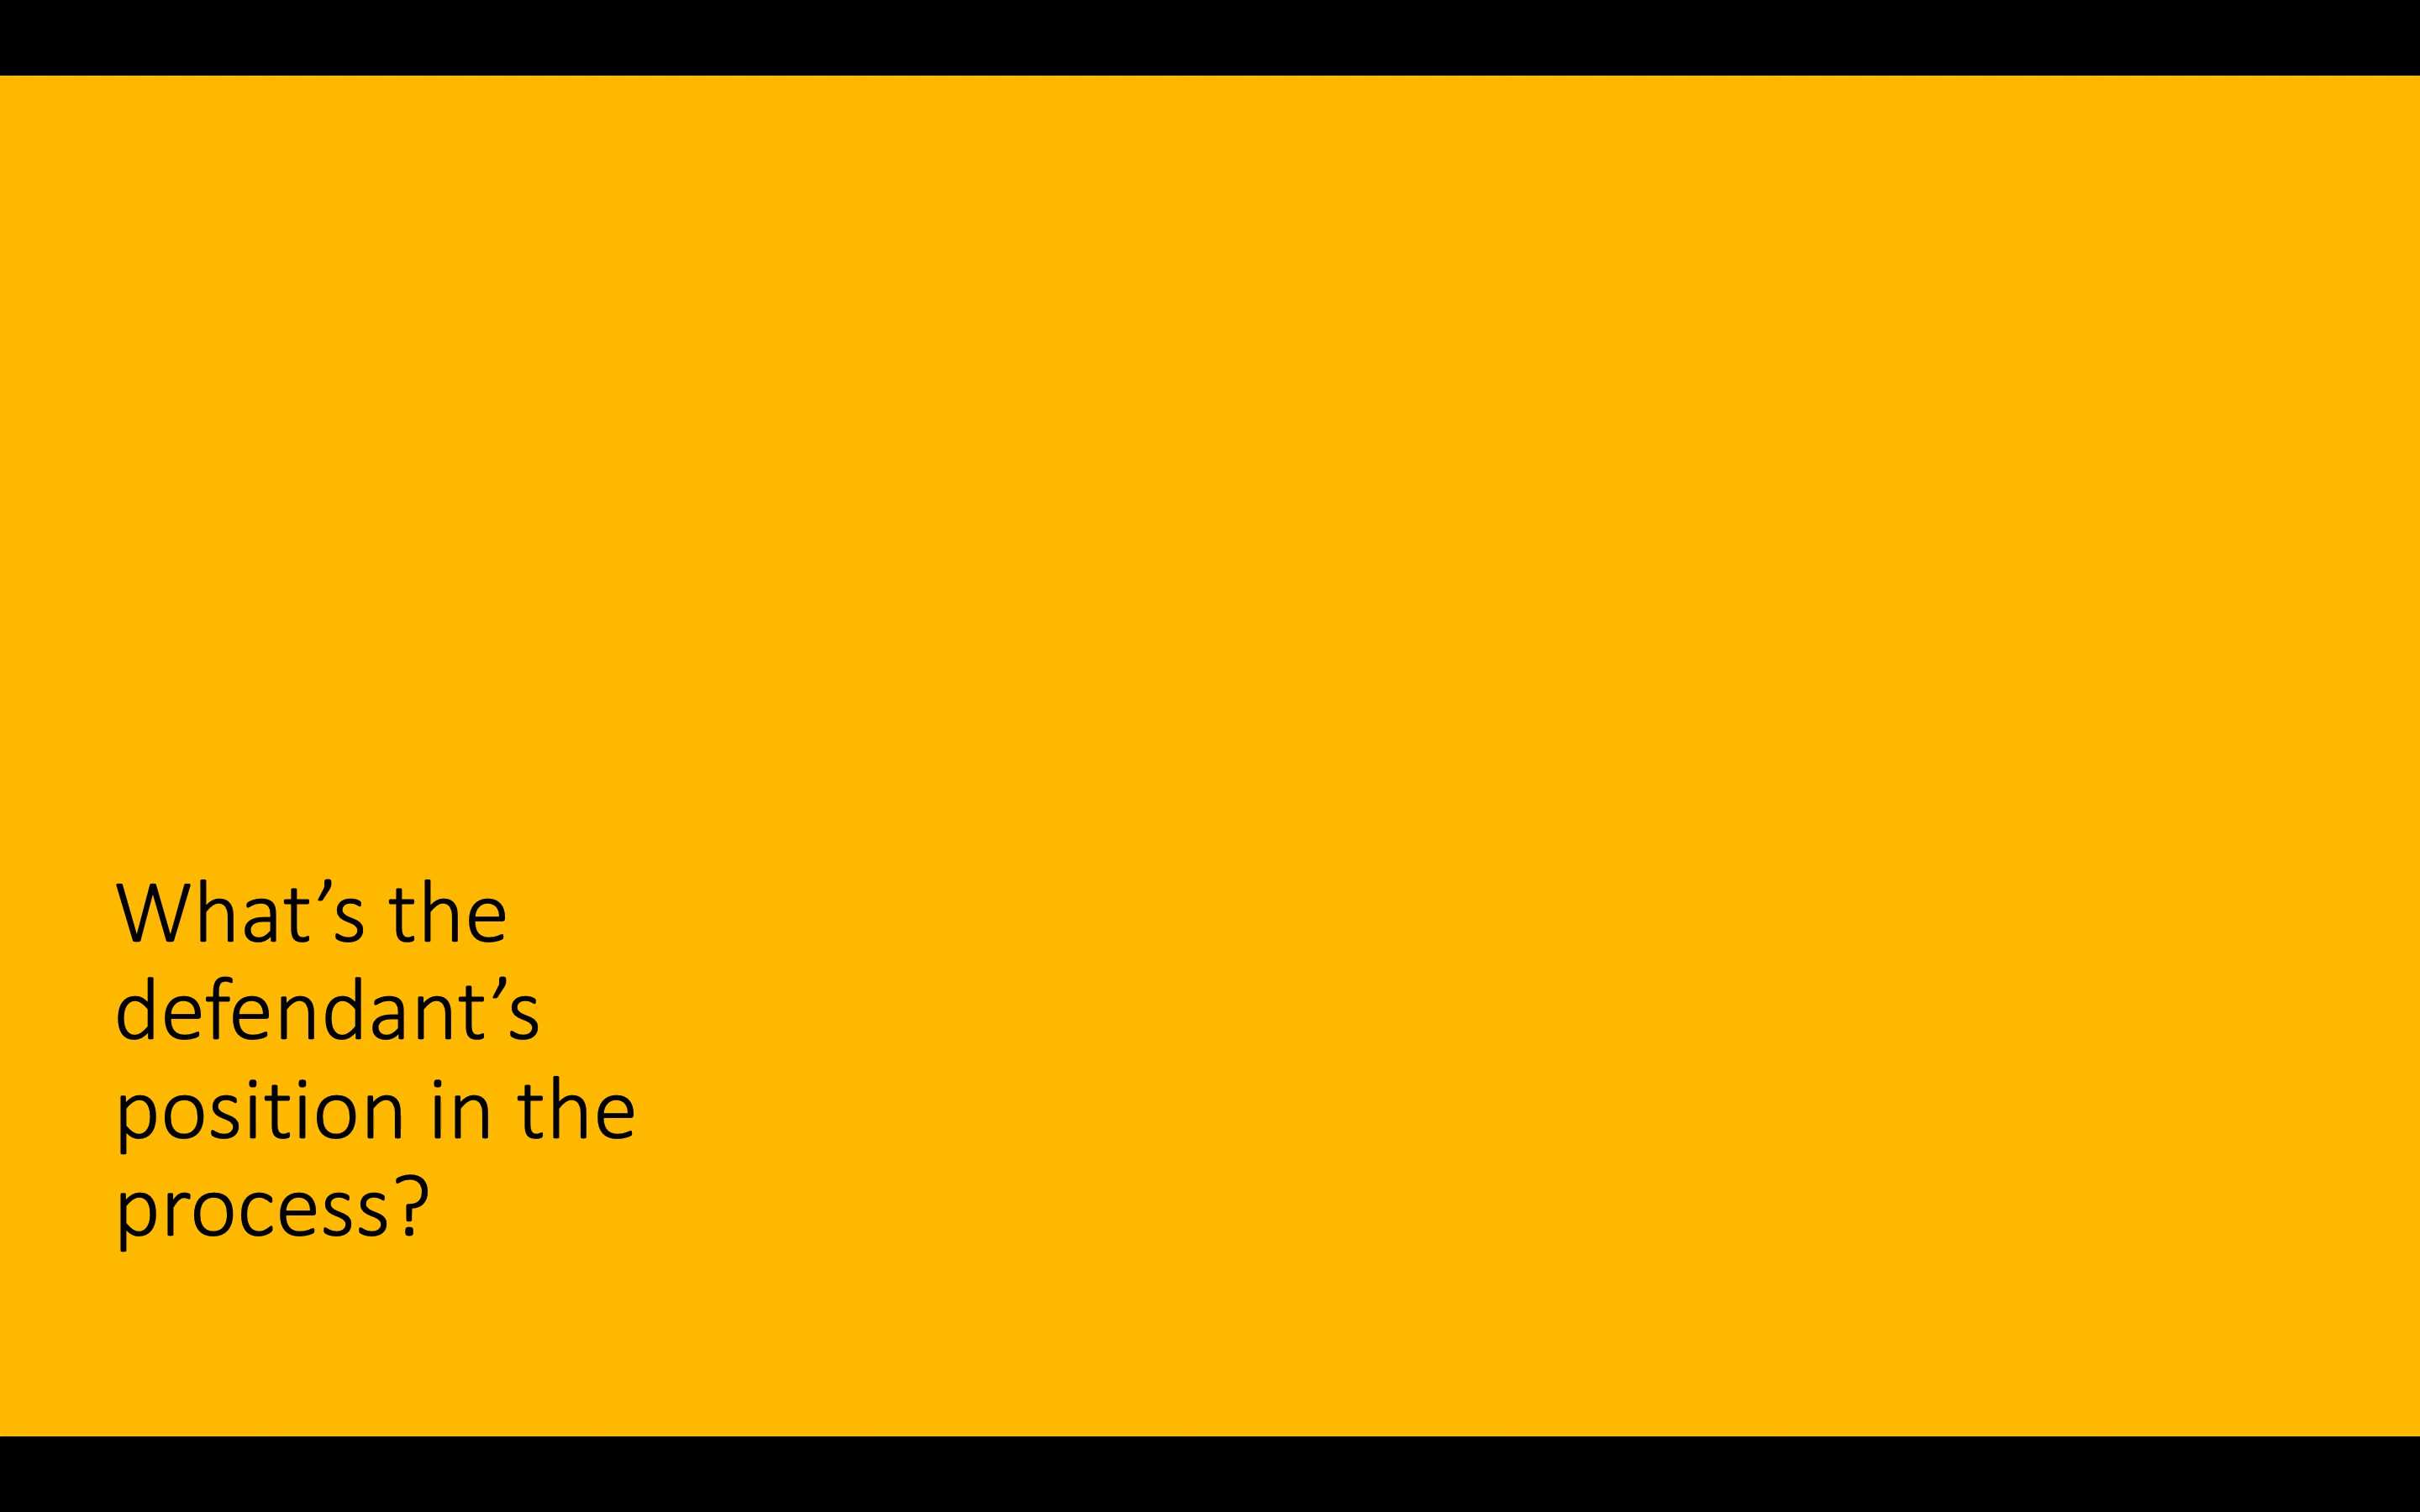 What’s the
defendant’s
position in the
process?